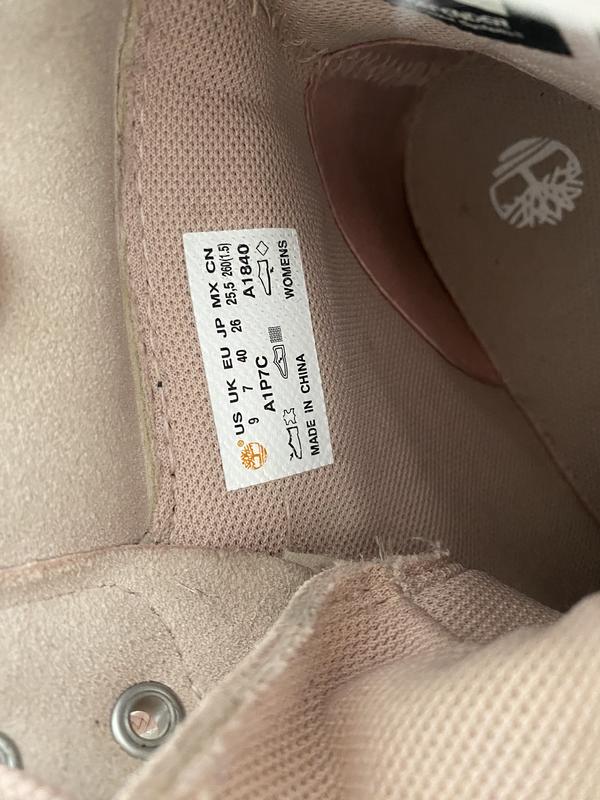 ® US UK EU JP MX CN
9 7 40 26 25,5 260(1.5)
A1P7C A1840
WOMENS
MADE IN CHINA